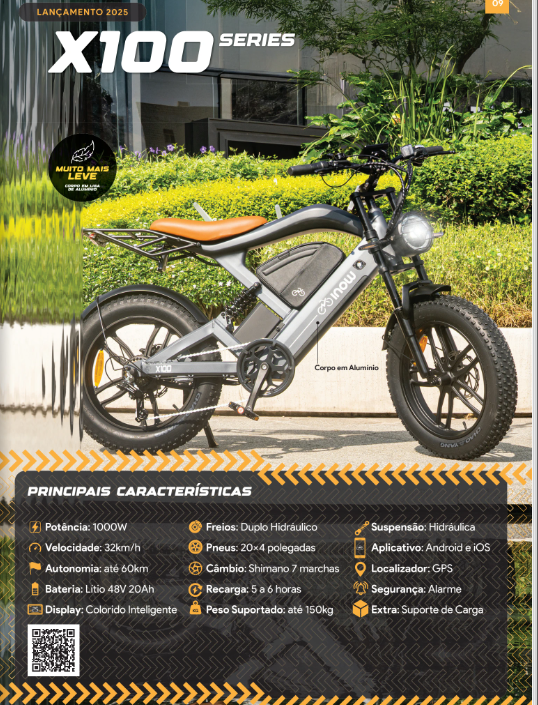 LANÇAMENTO 2025
09
X100 SERIES
MUITO MAIS
LEVE
CORPO EM LIGA
DE ALUMÍNIO
inow
X100
Corpo em Alumínio
CHAO YANG
PRINCIPAIS CARACTERÍSTICAS
Potência: 1000W
Velocidade: 32km/h
Autonomia: até 60km
Bateria: Lítio 48V 20Ah
Display: Colorido Inteligente
Freios: Duplo Hidráulico
Pneus: 20×4 polegadas
Câmbio: Shimano 7 marchas
Recarga: 5 a 6 horas
Peso Suportado: até 150kg
Suspensão: Hidráulica
Aplicativo: Android e iOS
Localizador: GPS
Segurança: Alarme
Extra: Suporte de Carga